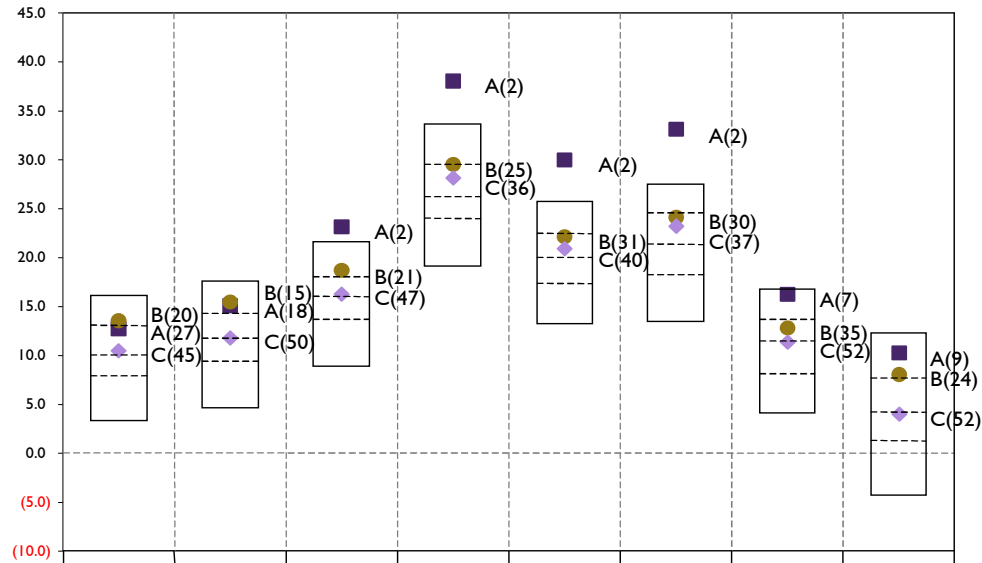 45.0
40.0
35.0
30.0
25.0
20.0
15.0
10.0
5.0
0.0
(5.0)
(10.0)
B(20)
A(27)
C(45)
B(15)
A(18)
C(50)
A(2)
B(21)
C(47)
A(2)
B(25)
C(36)
A(2)
B(31)
C(40)
A(2)
B(30)
C(37)
A(7)
B(35)
C(52)
A(9)
B(24)
C(52)